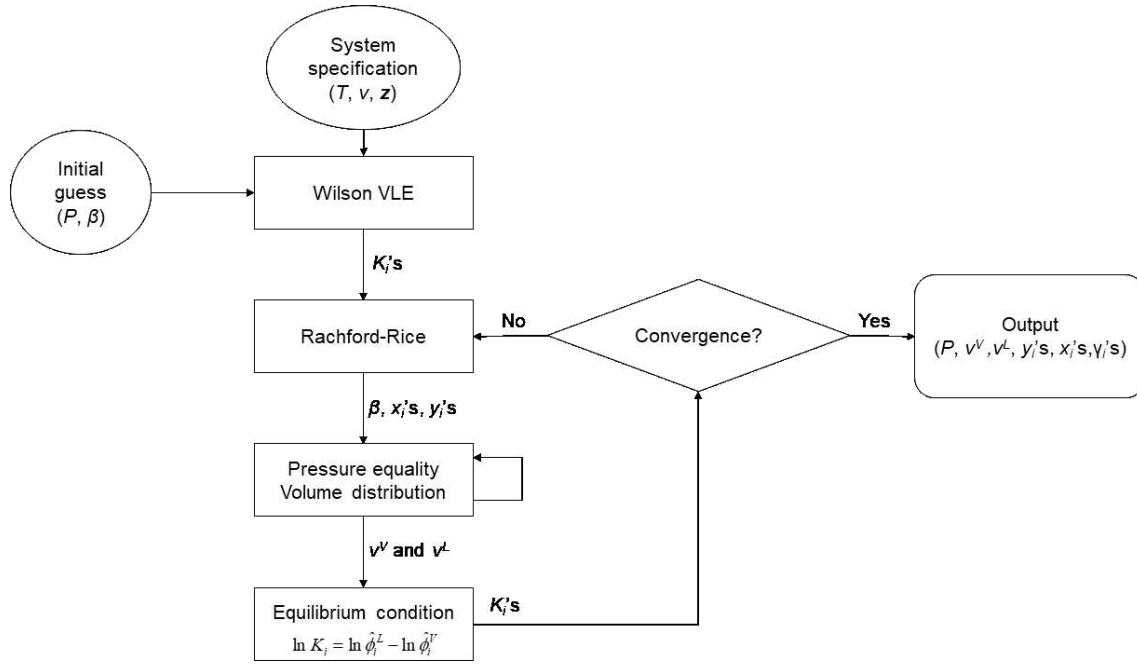 System
specification
(T, v, z)
Initial
guess
(P, β)
Wilson VLE
Kᵢ's
Rachford-Rice
No
Convergence?
Yes
Output
(P, vⱽ ,vᴸ, yᵢ's, xᵢ's,γᵢ's)
β, xᵢ's, yᵢ's
Pressure equality
Volume distribution
vⱽ and vᴸ
Equilibrium condition
ln Kᵢ = ln φ̂ᵢᴸ − ln φ̂ᵢⱽ
Kᵢ's